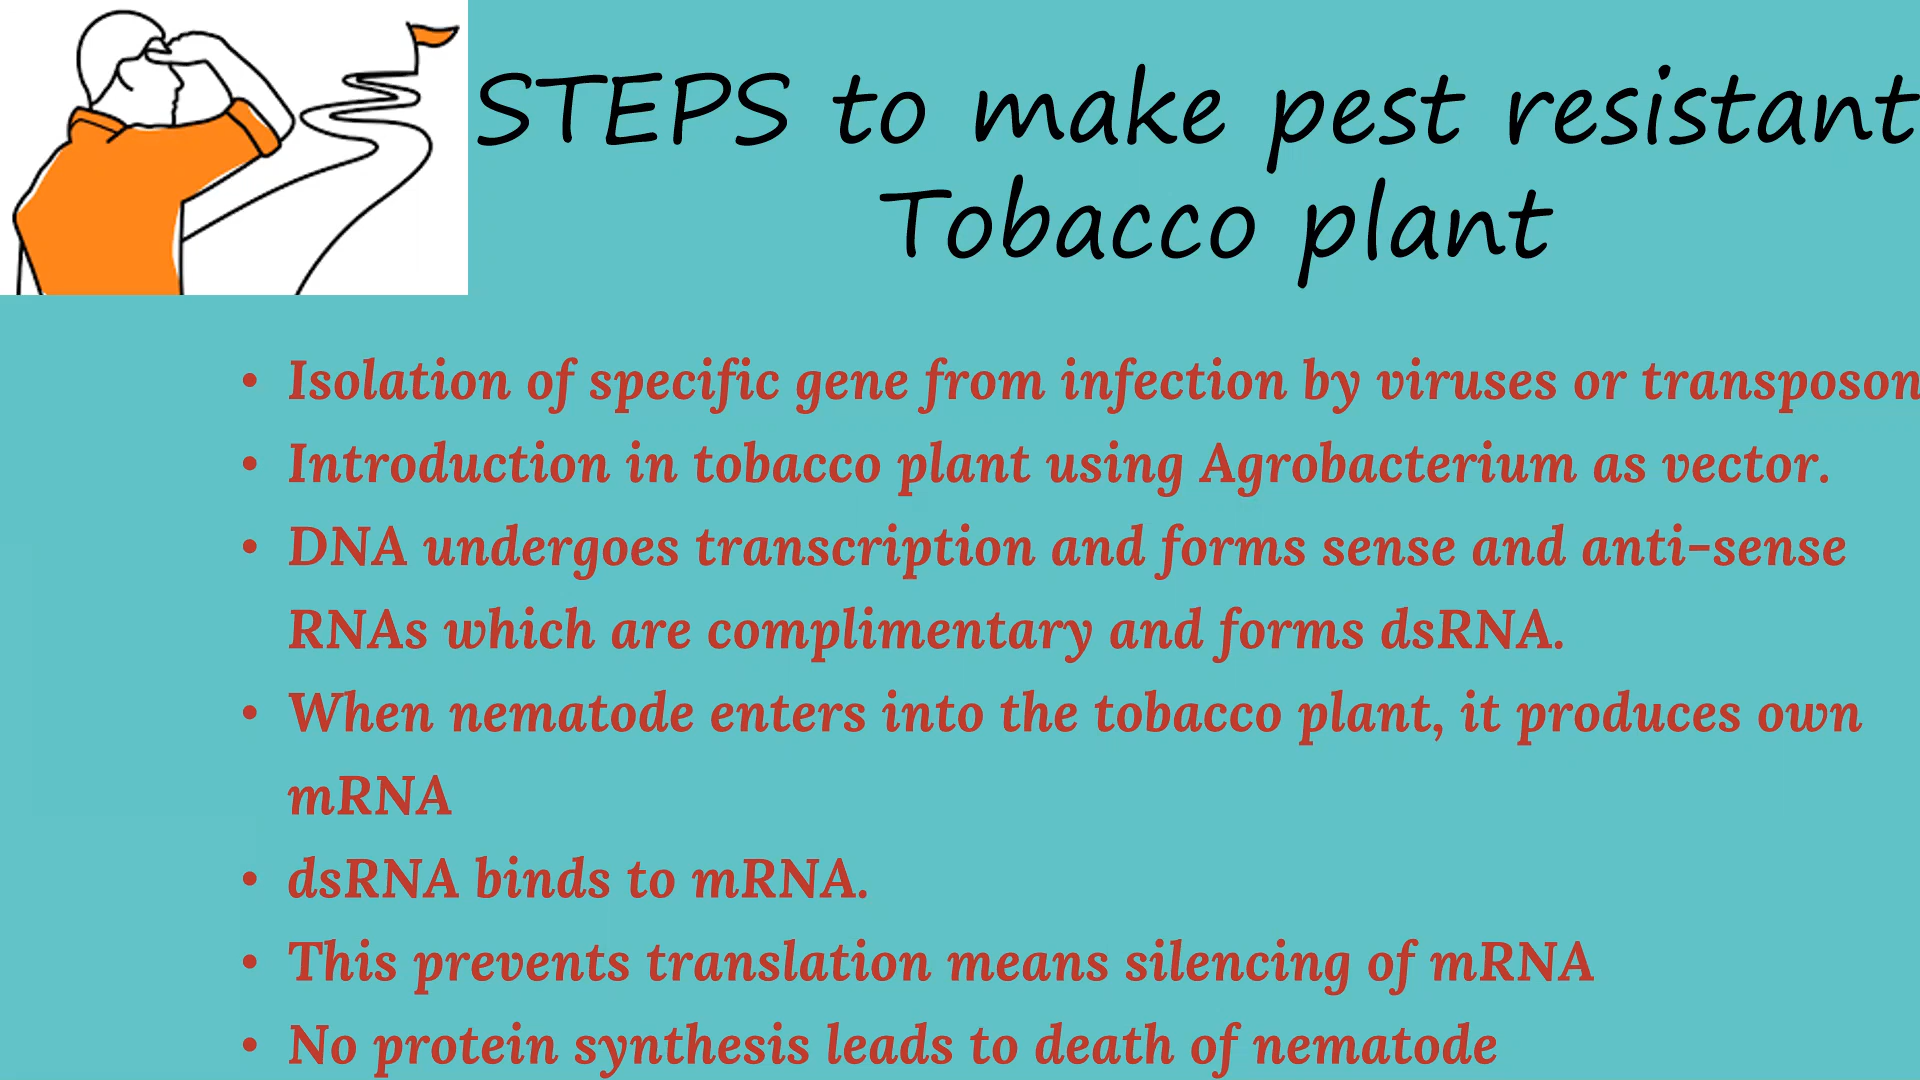 STEPS to make pest resistant
Tobacco plant
• Isolation of specific gene from infection by viruses or transposon
• Introduction in tobacco plant using Agrobacterium as vector.
• DNA undergoes transcription and forms sense and anti-sense
RNAs which are complimentary and forms dsRNA.
• When nematode enters into the tobacco plant, it produces own
mRNA
• dsRNA binds to mRNA.
• This prevents translation means silencing of mRNA
• No protein synthesis leads to death of nematode